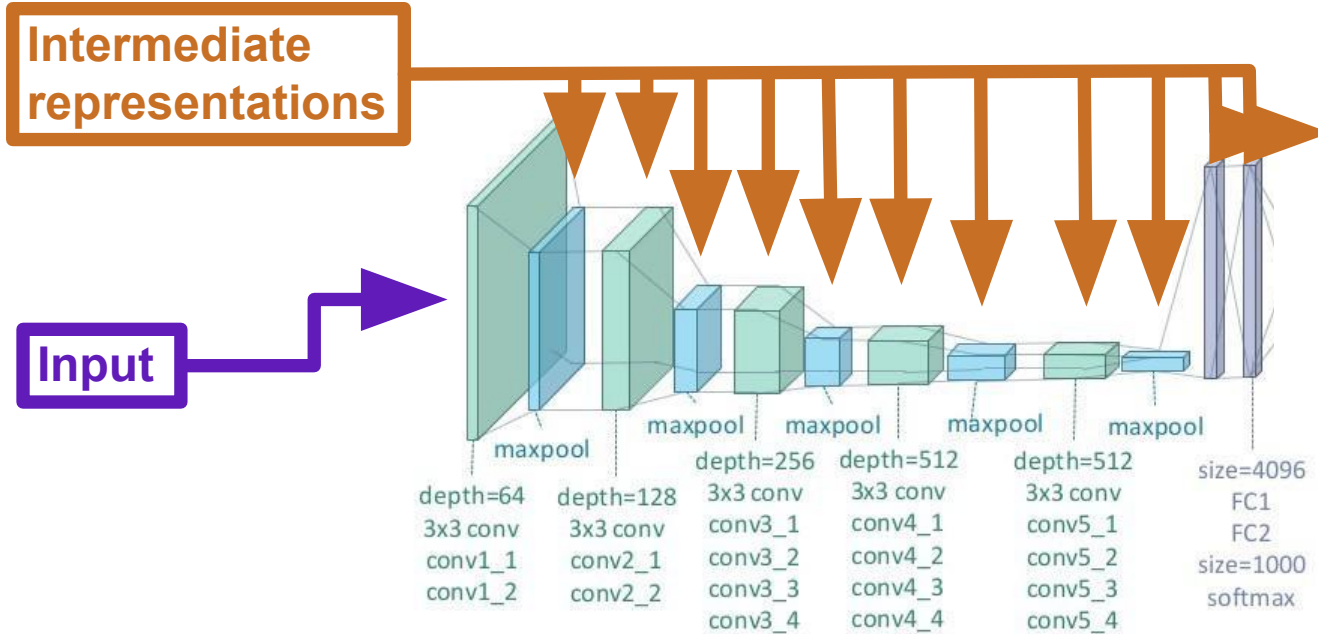 Intermediate
representations
Input
maxpool
maxpool
maxpool
maxpool
maxpool
depth=64
3x3 conv
conv1_1
conv1_2
depth=128
3x3 conv
conv2_1
conv2_2
depth=256
3x3 conv
conv3_1
conv3_2
conv3_3
conv3_4
depth=512
3x3 conv
conv4_1
conv4_2
conv4_3
conv4_4
depth=512
3x3 conv
conv5_1
conv5_2
conv5_3
conv5_4
size=4096
FC1
FC2
size=1000
softmax